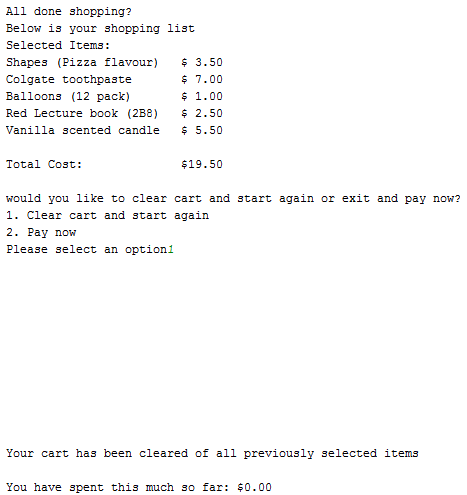 All done shopping?
Below is your shopping list
Selected Items:
Shapes (Pizza flavour) $ 3.50
Colgate toothpaste $ 7.00
Balloons (12 pack) $ 1.00
Red Lecture book (2B8) $ 2.50
Vanilla scented candle $ 5.50
Total Cost: $19.50
would you like to clear cart and start again or exit and pay now?
1. Clear cart and start again
2. Pay now
Please select an option1
Your cart has been cleared of all previously selected items
You have spent this much so far: $0.00